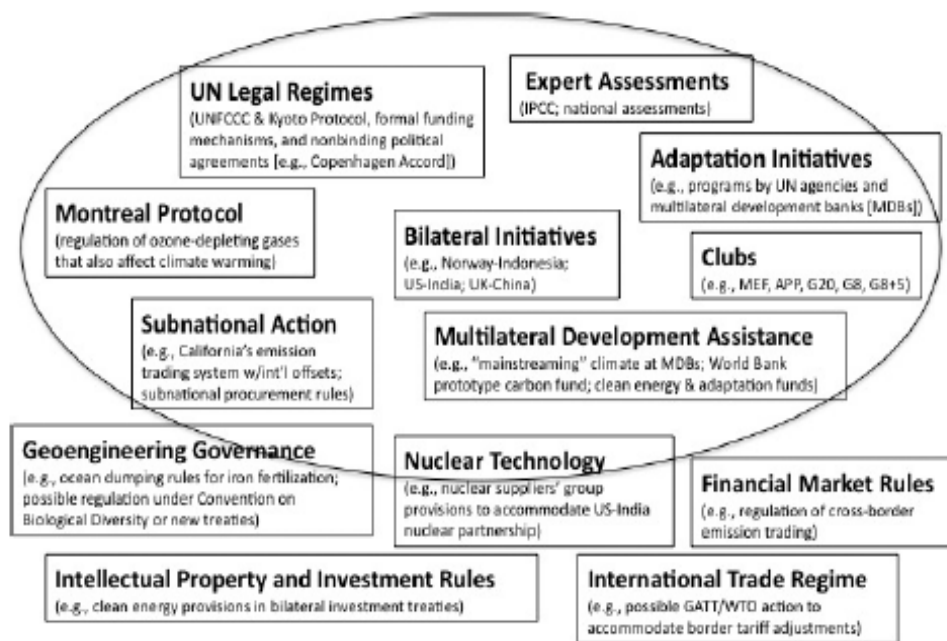 UN Legal Regimes
(UNFCCC & Kyoto Protocol, formal funding
mechanisms, and nonbinding political
agreements [e.g., Copenhagen Accord])
Expert Assessments
(IPCC; national assessments)
Adaptation Initiatives
(e.g., programs by UN agencies and
multilateral development banks [MDBs])
Montreal Protocol
(regulation of ozone-depleting gases
that also affect climate warming)
Bilateral Initiatives
(e.g., Norway-Indonesia;
US-India; UK-China)
Clubs
(e.g., MEF, APP, G20, G8, G8+5)
Subnational Action
(e.g., California's emission
trading system w/int'l offsets;
subnational procurement rules)
Multilateral Development Assistance
(e.g., "mainstreaming" climate at MDBs; World Bank
prototype carbon fund; clean energy & adaptation funds)
Geoengineering Governance
(e.g., ocean dumping rules for iron fertilization;
possible regulation under Convention on
Biological Diversity or new treaties)
Nuclear Technology
(e.g., nuclear suppliers' group
provisions to accommodate US-India
nuclear partnership)
Financial Market Rules
(e.g., regulation of cross-border
emission trading)
Intellectual Property and Investment Rules
(e.g., clean energy provisions in bilateral investment treaties)
International Trade Regime
(e.g., possible GATT/WTO action to
accommodate border tariff adjustments)